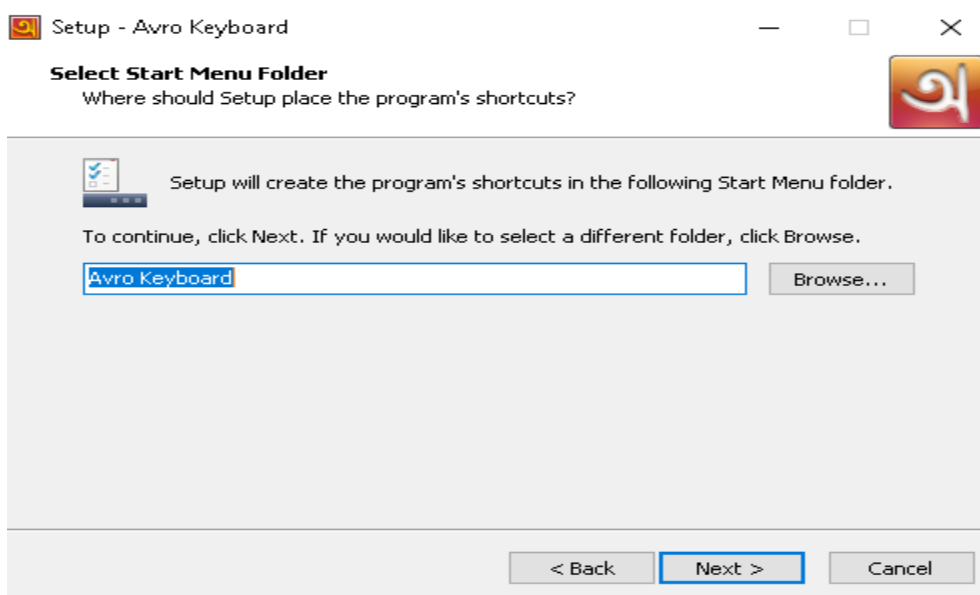 Setup - Avro Keyboard
Select Start Menu Folder
Where should Setup place the program's shortcuts?
অ
Setup will create the program's shortcuts in the following Start Menu folder.
To continue, click Next. If you would like to select a different folder, click Browse.
Avro Keyboard
Browse...
< Back
Next >
Cancel